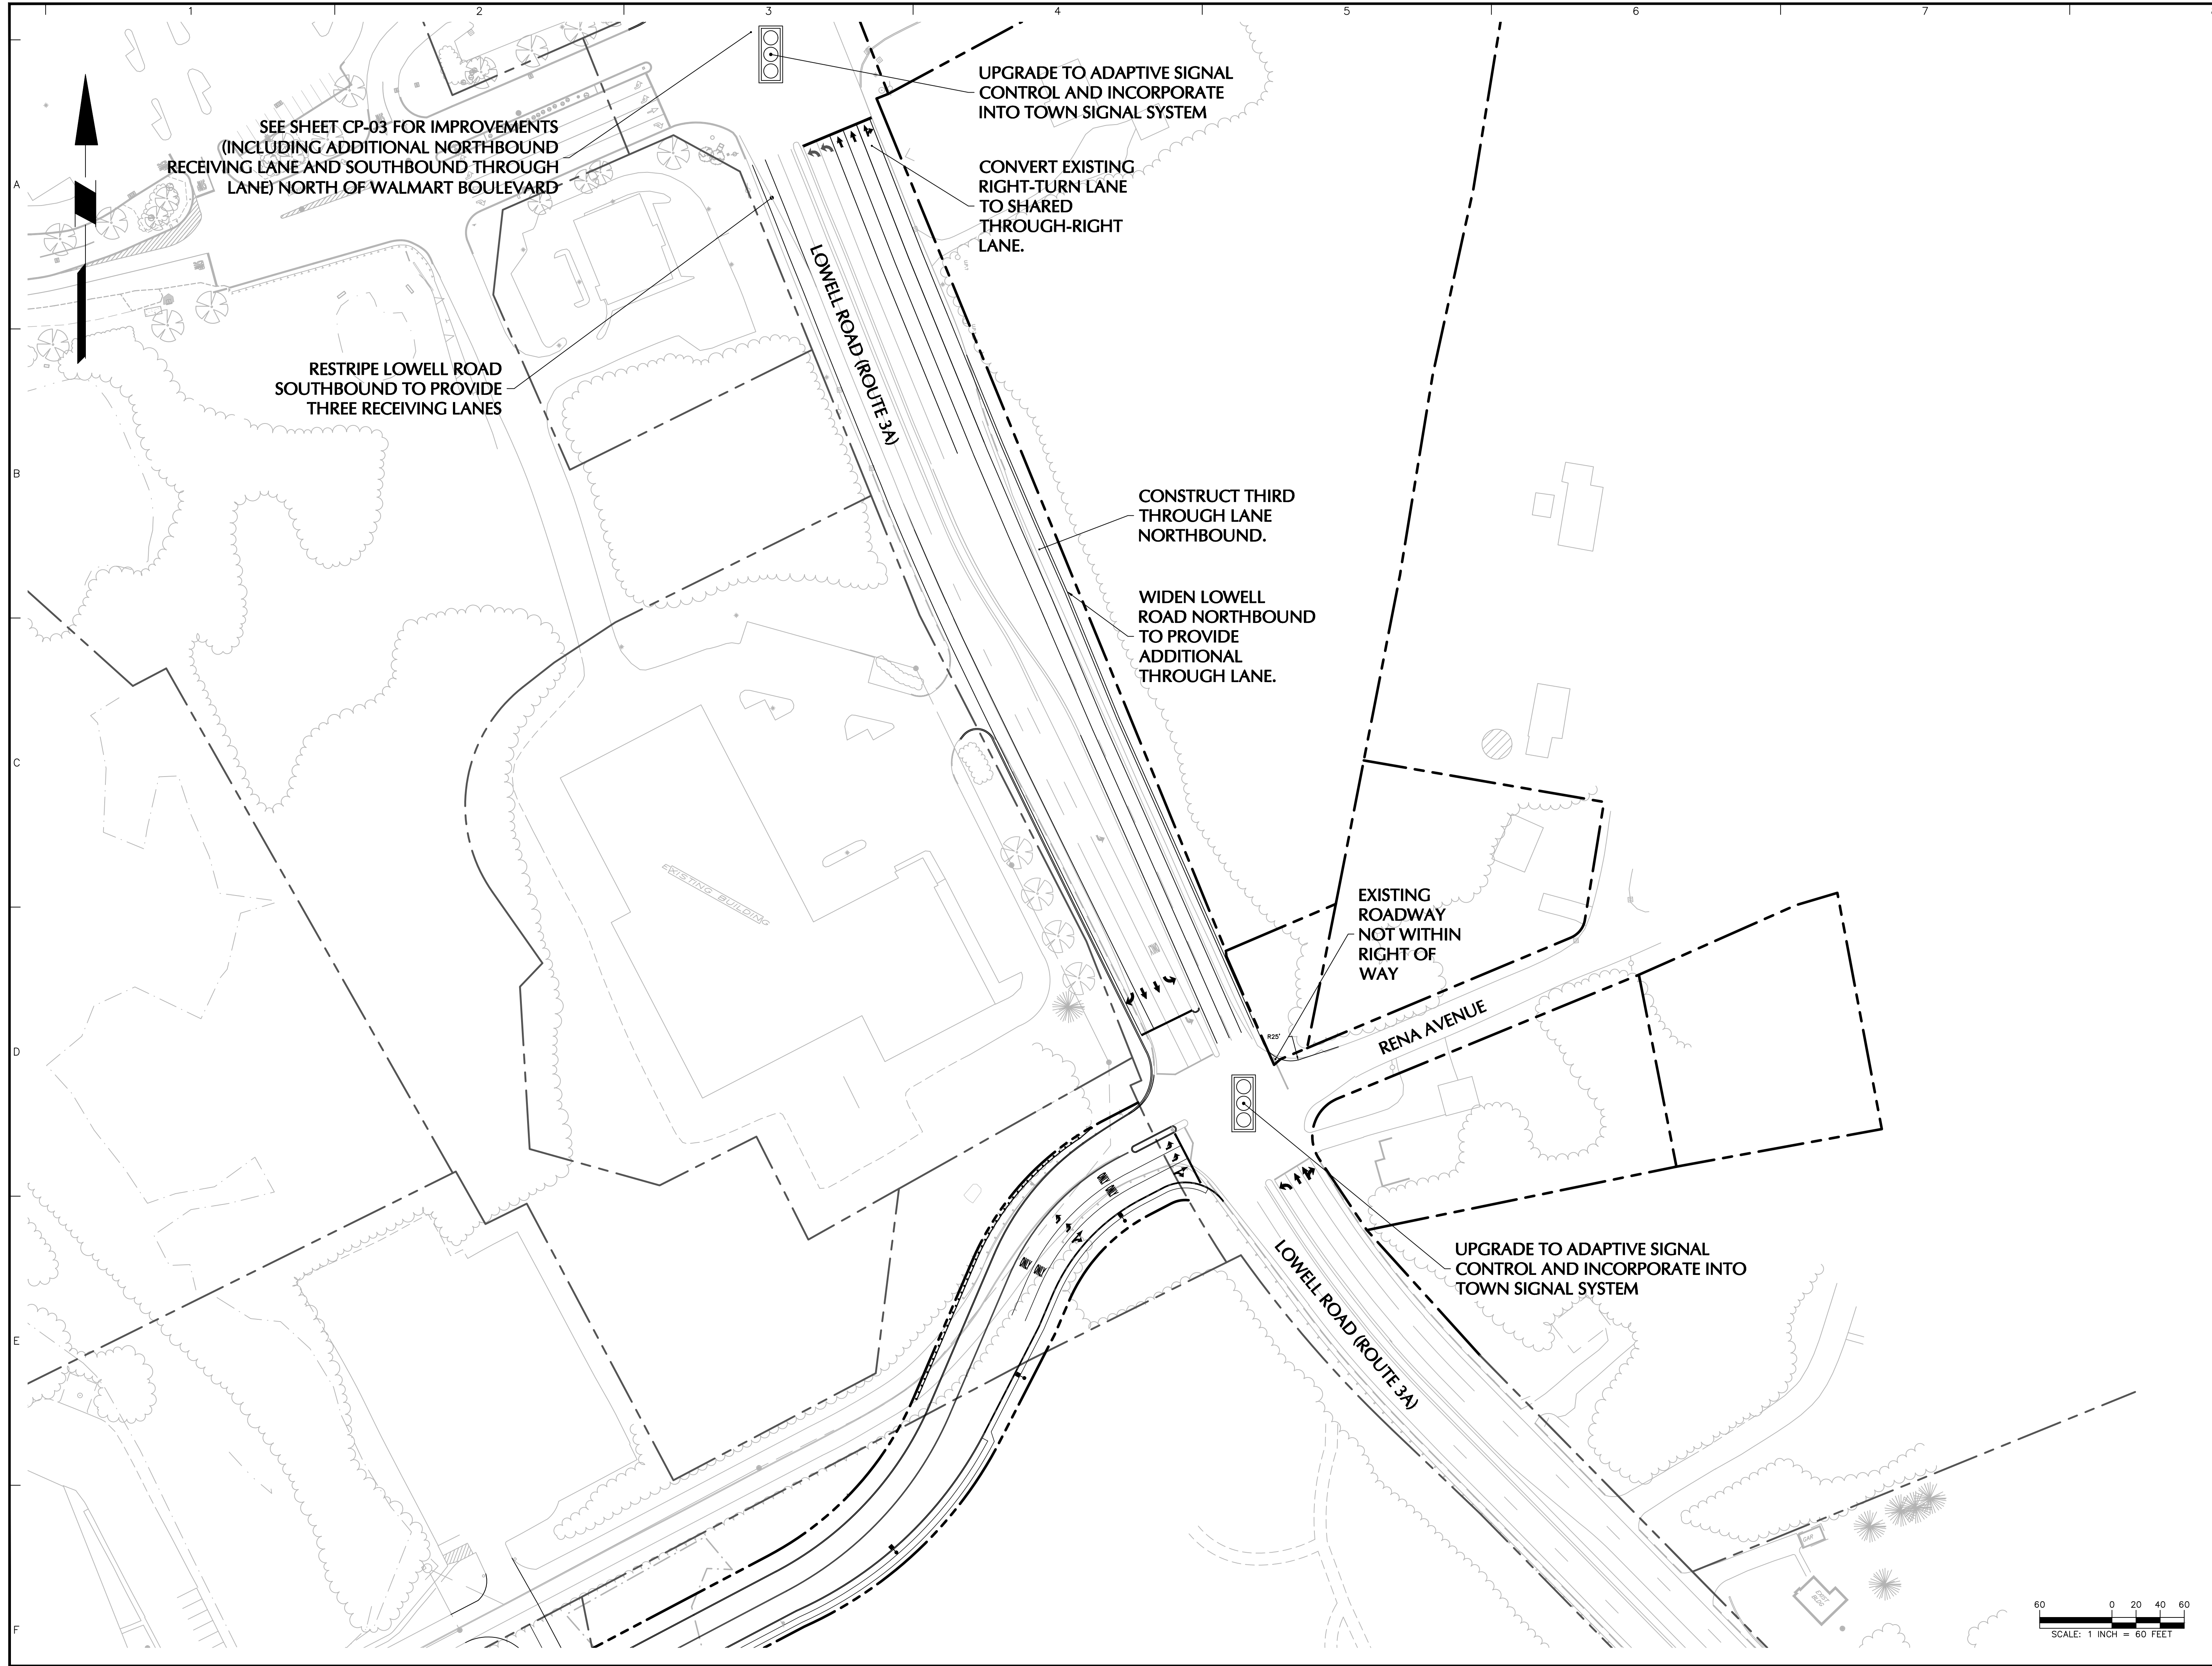 1 2 3 4 5 6 7
A
B
C
D
E
F
UPGRADE TO ADAPTIVE SIGNAL
CONTROL AND INCORPORATE
INTO TOWN SIGNAL SYSTEM
SEE SHEET CP-03 FOR IMPROVEMENTS
(INCLUDING ADDITIONAL NORTHBOUND
RECEIVING LANE AND SOUTHBOUND THROUGH
LANE) NORTH OF WALMART BOULEVARD
CONVERT EXISTING
RIGHT-TURN LANE
TO SHARED
THROUGH-RIGHT
LANE.
LOWELL ROAD (ROUTE 3A)
RESTRIPE LOWELL ROAD
SOUTHBOUND TO PROVIDE
THREE RECEIVING LANES
CONSTRUCT THIRD
THROUGH LANE
NORTHBOUND.
WIDEN LOWELL
ROAD NORTHBOUND
TO PROVIDE
ADDITIONAL
THROUGH LANE.
EXISTING BUILDING
EXISTING
ROADWAY
NOT WITHIN
RIGHT OF
WAY
R25'
RENA AVENUE
UPGRADE TO ADAPTIVE SIGNAL
CONTROL AND INCORPORATE INTO
TOWN SIGNAL SYSTEM
LOWELL ROAD (ROUTE 3A)
60 0 20 40 60
SCALE: 1 INCH = 60 FEET